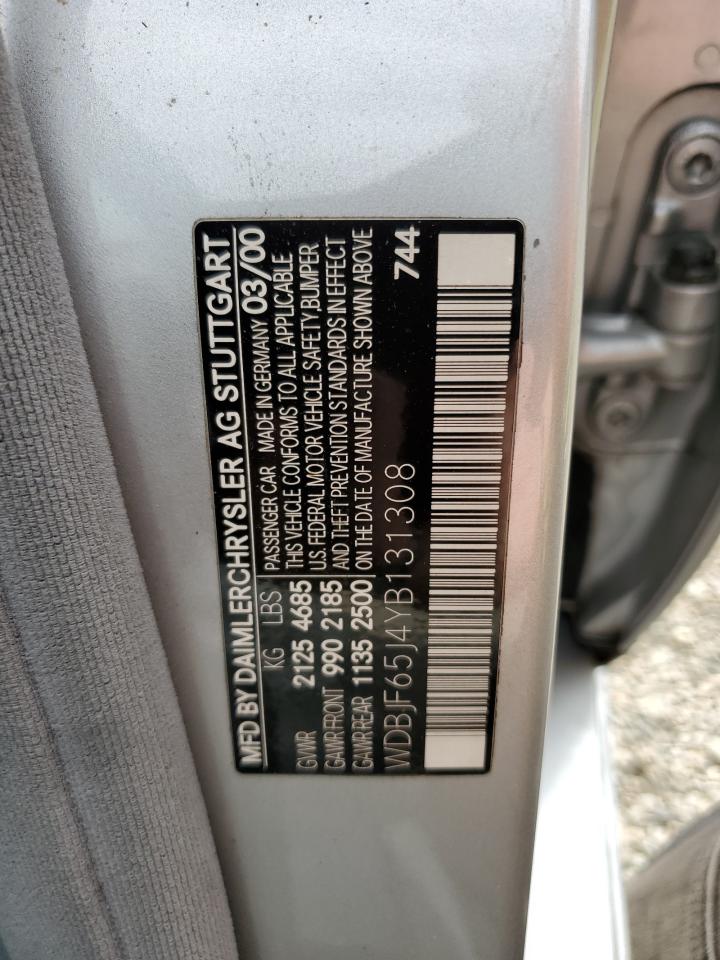 MFD BY DAIMLERCHRYSLER AG STUTTGART
KG LBS PASSENGER CAR MADE IN GERMANY 03/00
GVWR 2125 4685 THIS VEHICLE CONFORMS TO ALL APPLICABLE
U.S. FEDERAL MOTOR VEHICLE SAFETY BUMPER
GAWR FRONT 990 2185 AND THEFT PREVENTION STANDARDS IN EFFECT
GAWR REAR 1135 2500 ON THE DATE OF MANUFACTURE SHOWN ABOVE
WDBJF65J4YB131308 744